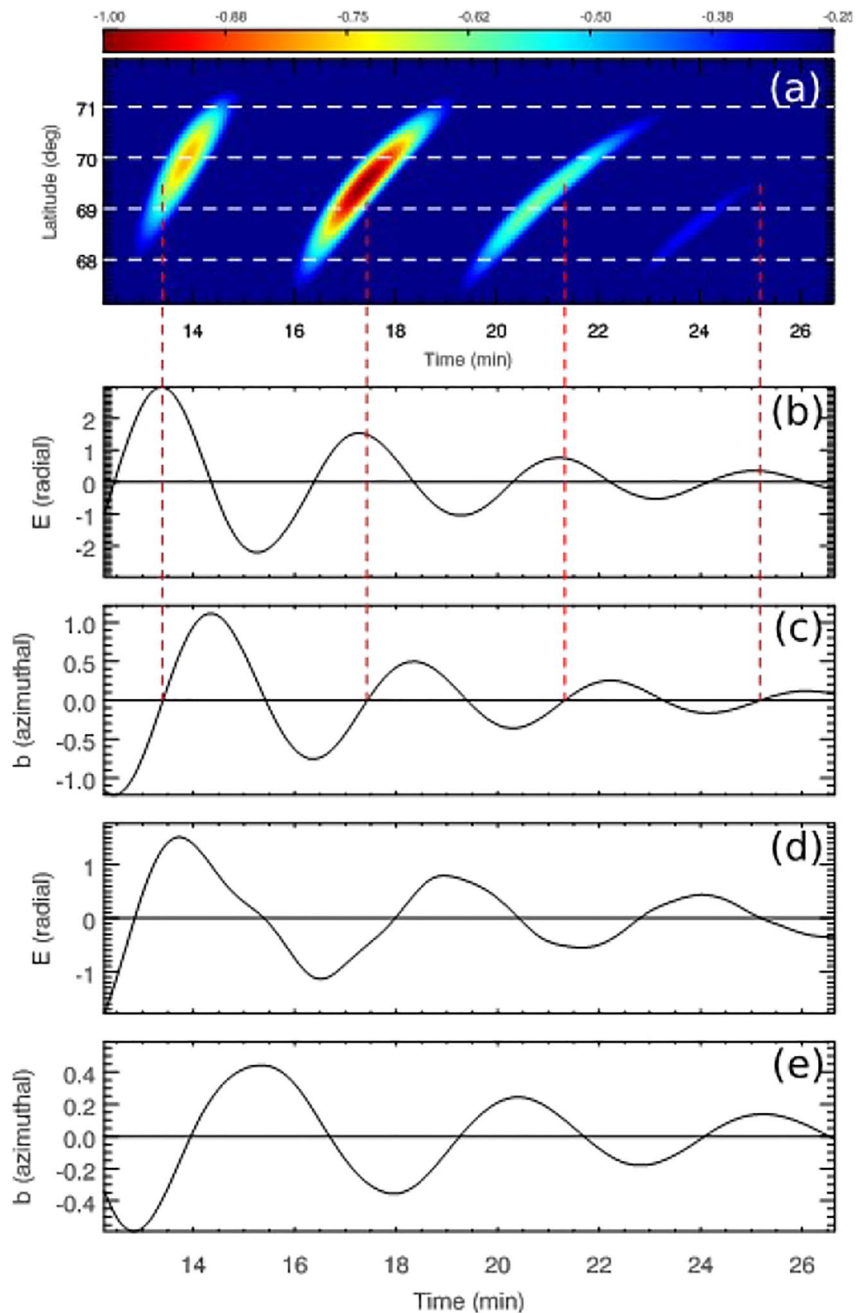 -1.00 -0.88 -0.75 -0.62 -0.50 -0.38 -0.25
(a)
Latitude (deg)
71
70
69
68
14 16 18 20 22 24 26
Time (min)
(b)
E (radial)
2
1
0
-1
-2
(c)
b (azimuthal)
1.0
0.5
0.0
-0.5
-1.0
(d)
E (radial)
1
0
-1
(e)
b (azimuthal)
0.4
0.2
0.0
-0.2
-0.4
14 16 18 20 22 24 26
Time (min)